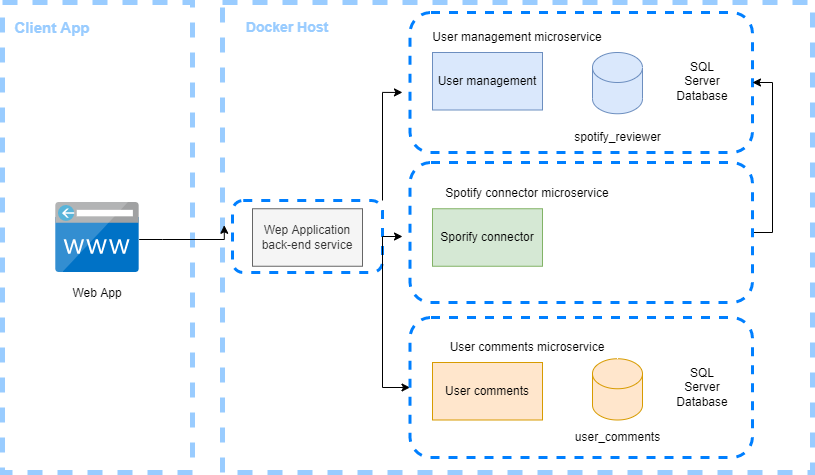 Client App
Docker Host
User management microservice
User management
SQL
Server
Database
spotify_reviewer
Spotify connector microservice
Sporify connector
Wep Application
back-end service
WWW
Web App
User comments microservice
User comments
SQL
Server
Database
user_comments